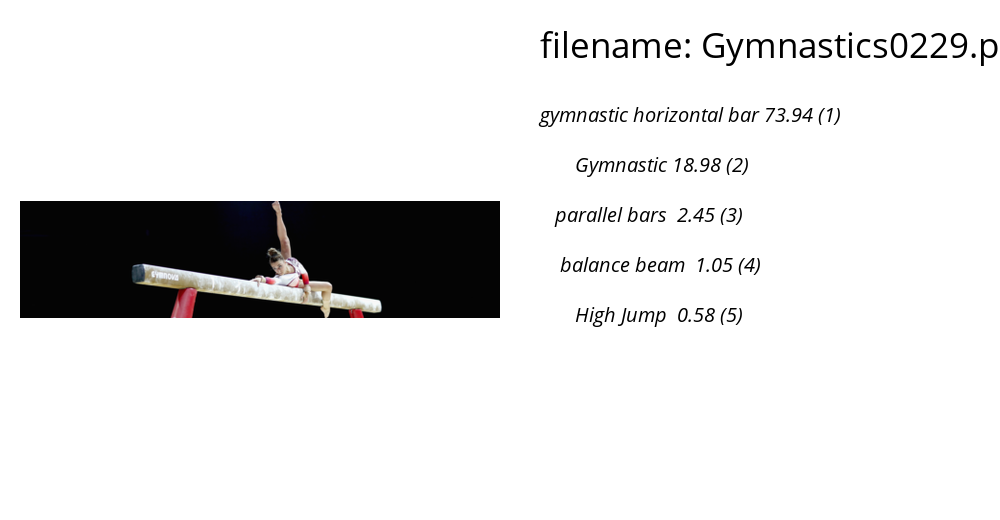 filename: Gymnastics0229.p
gymnastic horizontal bar 73.94 (1)
Gymnastic 18.98 (2)
parallel bars 2.45 (3)
GYMNOVA
balance beam 1.05 (4)
High Jump 0.58 (5)